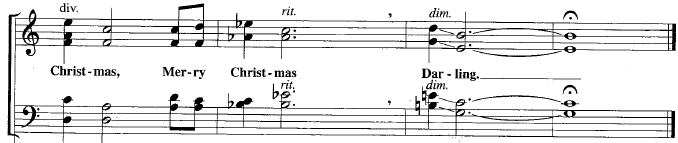 div.
rit.
dim.
Christ-mas, Mer-ry Christ-mas Dar-ling.
rit.
dim.